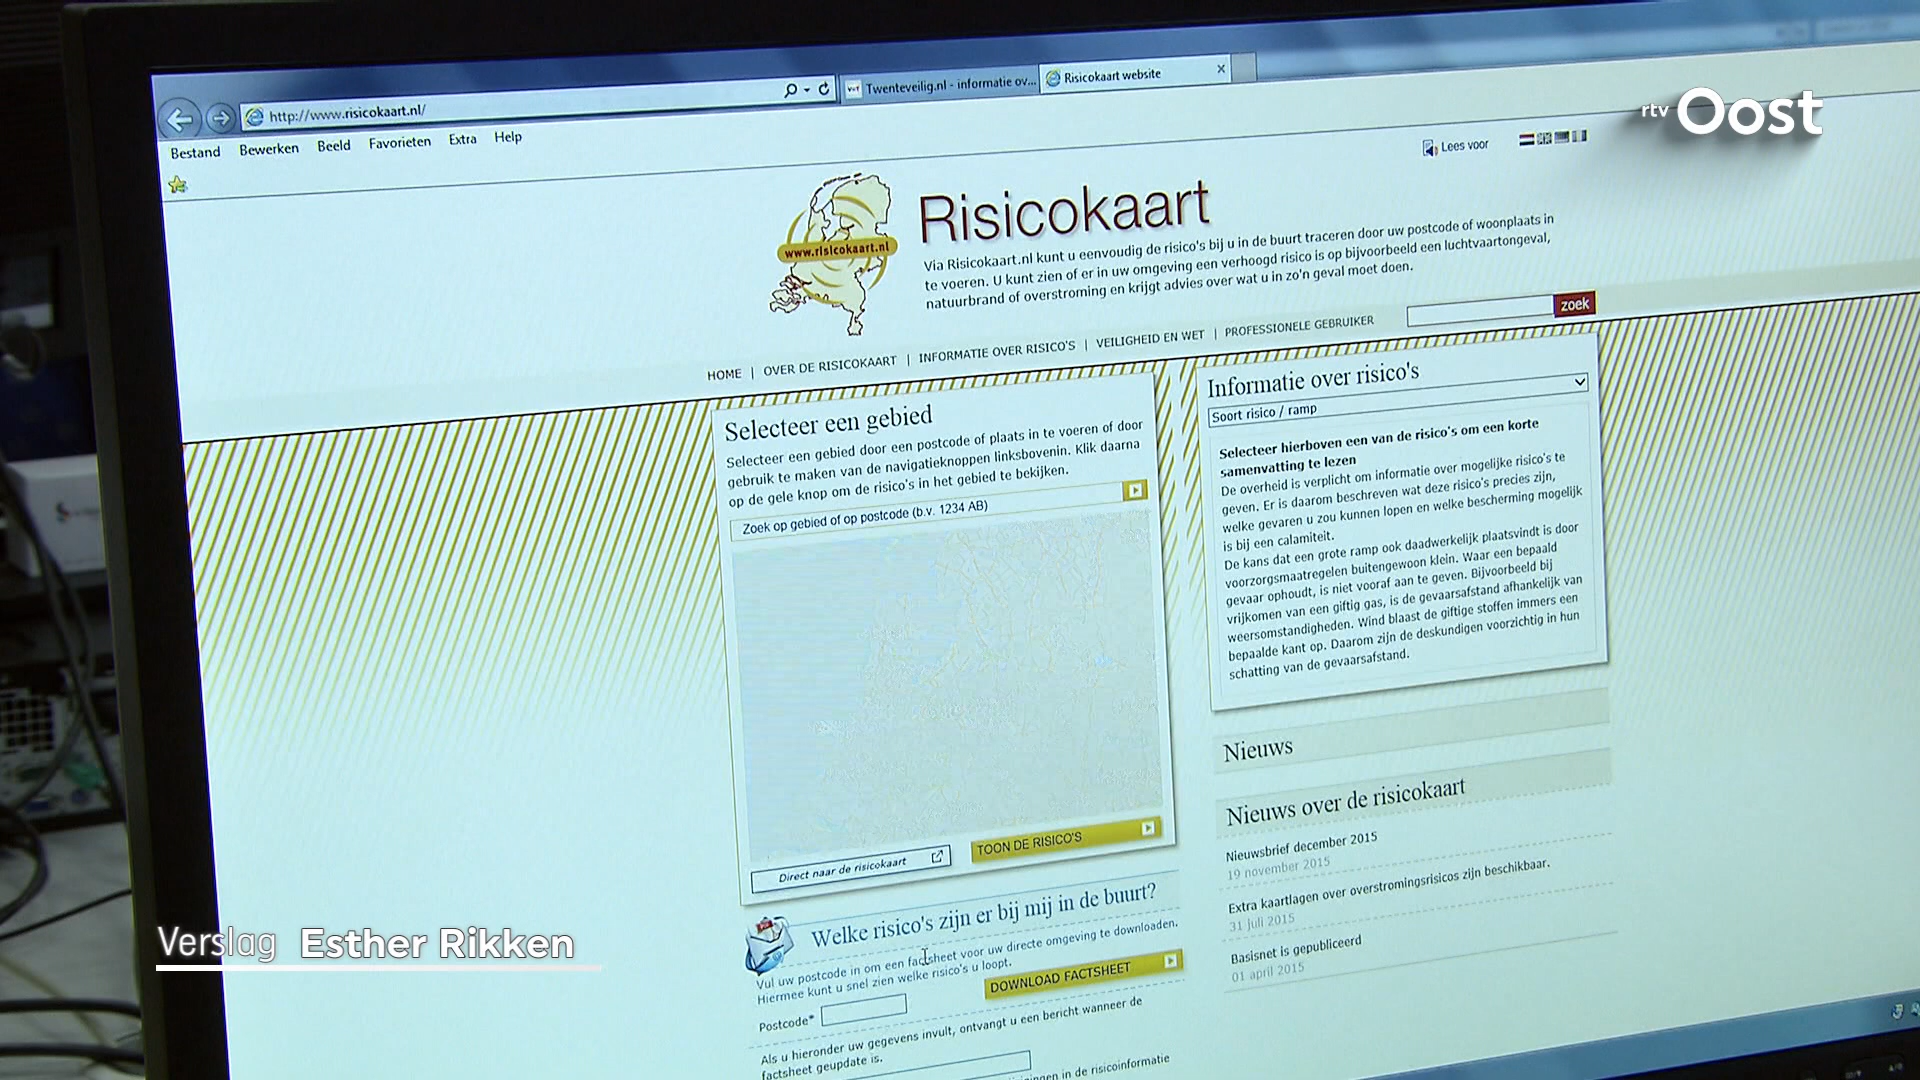 http://www.risicokaart.nl/
Twenteveilig.nl - informatie ov...
Risicokaart website
rtv Oost
Bestand Bewerken Beeld Favorieten Extra Help
Lees voor
www.risicokaart.nl
Risicokaart
Via Risicokaart.nl kunt u eenvoudig de risico's bij u in de buurt traceren door uw postcode of woonplaats in
te voeren. U kunt zien of er in uw omgeving een verhoogd risico is op bijvoorbeeld een luchtvaartongeval,
natuurbrand of overstroming en krijgt advies over wat u in zo'n geval moet doen.
zoek
HOME | OVER DE RISICOKAART | INFORMATIE OVER RISICO'S | VEILIGHEID EN WET | PROFESSIONELE GEBRUIKER
Selecteer een gebied
Selecteer een gebied door een postcode of plaats in te voeren of door
gebruik te maken van de navigatieknoppen linksbovenin. Klik daarna
op de gele knop om de risico's in het gebied te bekijken.
Zoek op gebied of op postcode (b.v. 1234 AB)
Direct naar de risicokaart
TOON DE RISICO'S
Welke risico's zijn er bij mij in de buurt?
Vul uw postcode in om een factsheet voor uw directe omgeving te downloaden.
Hiermee kunt u snel zien welke risico's u loopt.
DOWNLOAD FACTSHEET
Postcode*
Als u hieronder uw gegevens invult, ontvangt u een bericht wanneer de
factsheet geupdate is.
in de risicoinformatie
Informatie over risico's
Soort risico / ramp
Selecteer hierboven een van de risico's om een korte
samenvatting te lezen
De overheid is verplicht om informatie over mogelijke risico's te
geven. Er is daarom beschreven wat deze risico's precies zijn,
welke gevaren u zou kunnen lopen en welke bescherming mogelijk
is bij een calamiteit.
De kans dat een grote ramp ook daadwerkelijk plaatsvindt is door
voorzorgsmaatregelen buitengewoon klein. Waar een bepaald
gevaar ophoudt, is niet vooraf aan te geven. Bijvoorbeeld bij
vrijkomen van een giftig gas, is de gevaarsafstand afhankelijk van
weersomstandigheden. Wind blaast de giftige stoffen immers een
bepaalde kant op. Daarom zijn de deskundigen voorzichtig in hun
schatting van de gevaarsafstand.
Nieuws
Nieuws over de risicokaart
Nieuwsbrief december 2015
19 november 2015
Extra kaartlagen over overstromingsrisicos zijn beschikbaar.
31 juli 2015
Basisnet is gepubliceerd
01 april 2015
Verslag Esther Rikken